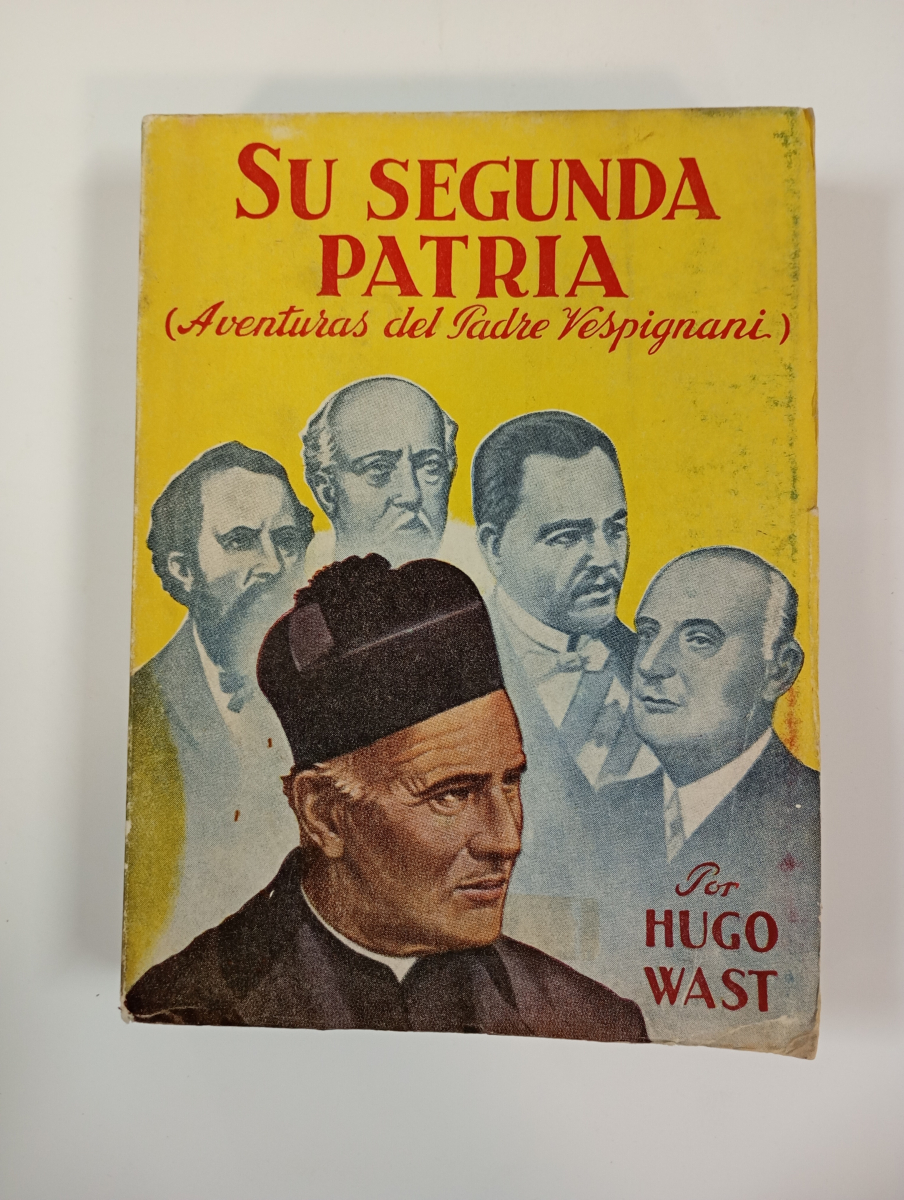 SU SEGUNDA
PATRIA
(Aventuras del Padre Vespignani)
Por
HUGO
WAST